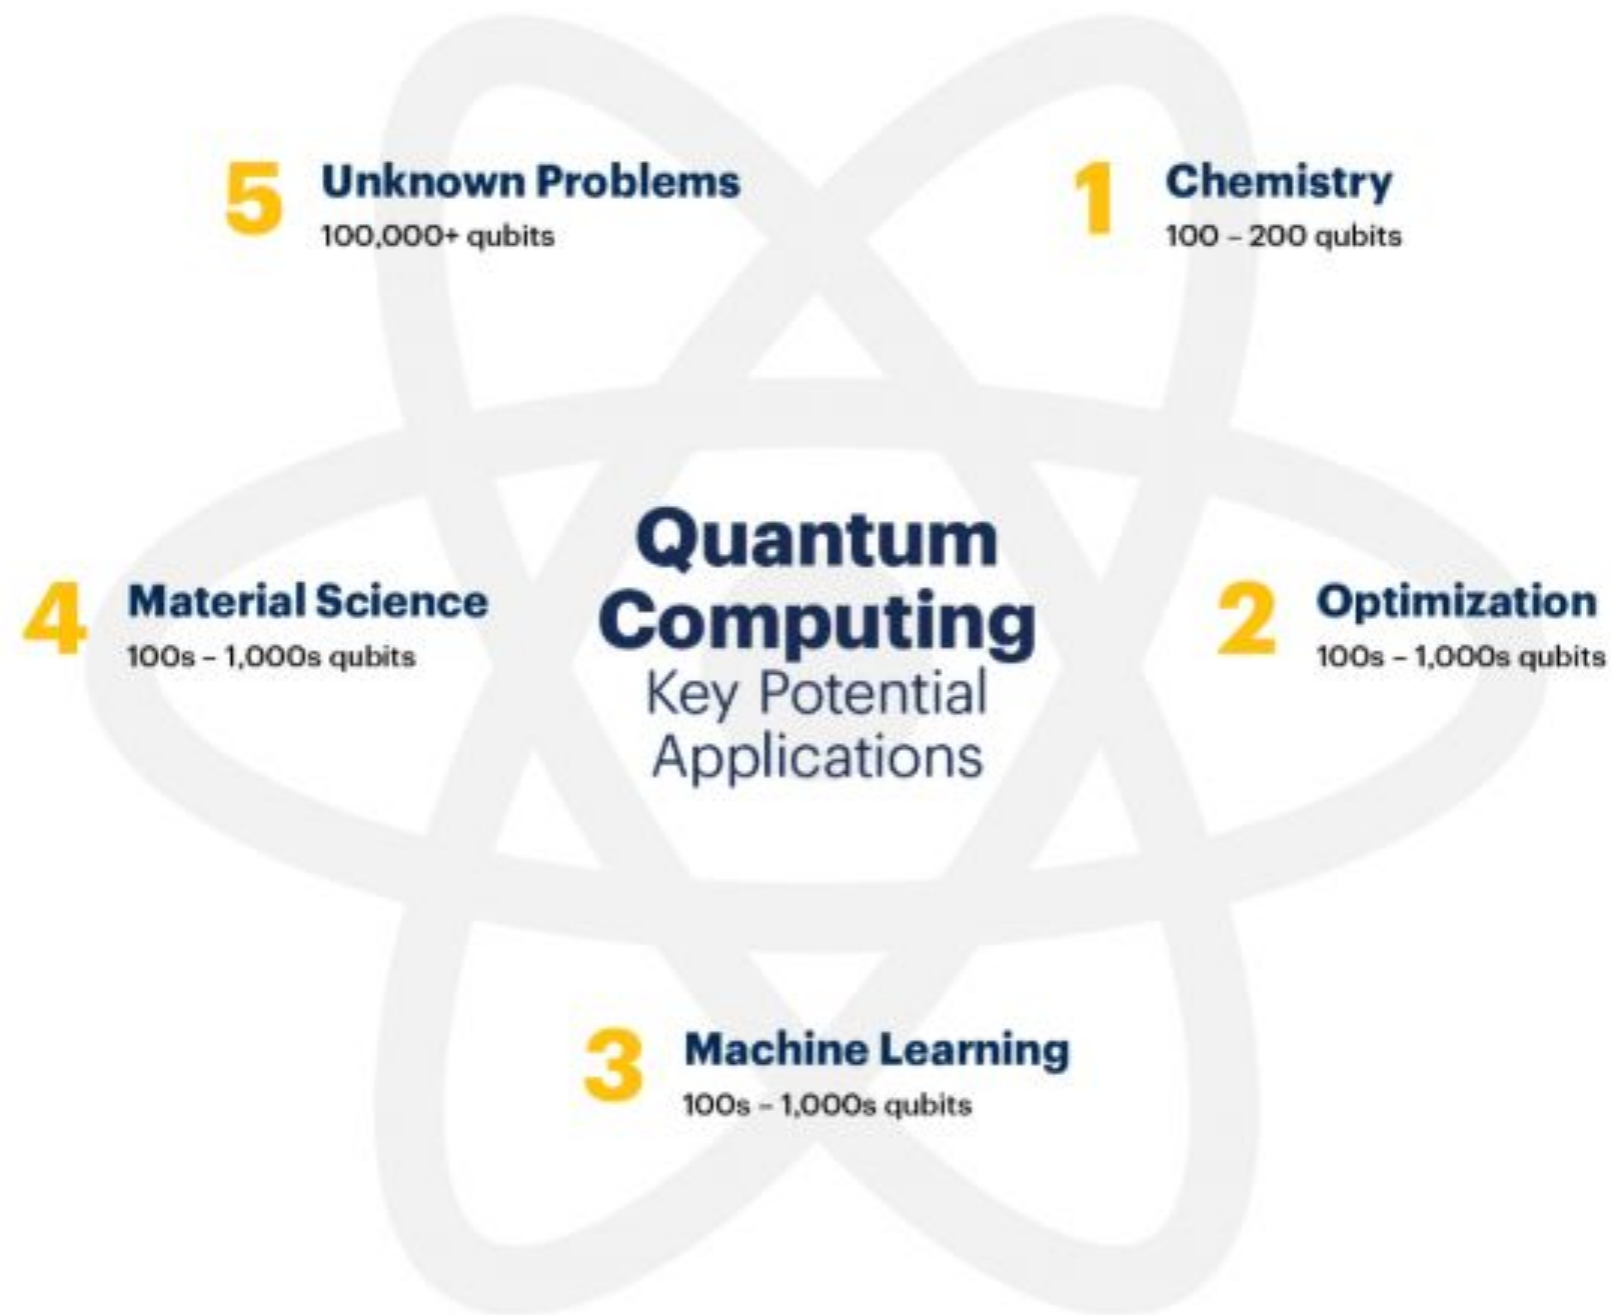 Quantum
Computing
Key Potential
Applications
1 Chemistry
100 – 200 qubits
2 Optimization
100s – 1,000s qubits
3 Machine Learning
100s – 1,000s qubits
4 Material Science
100s – 1,000s qubits
5 Unknown Problems
100,000+ qubits